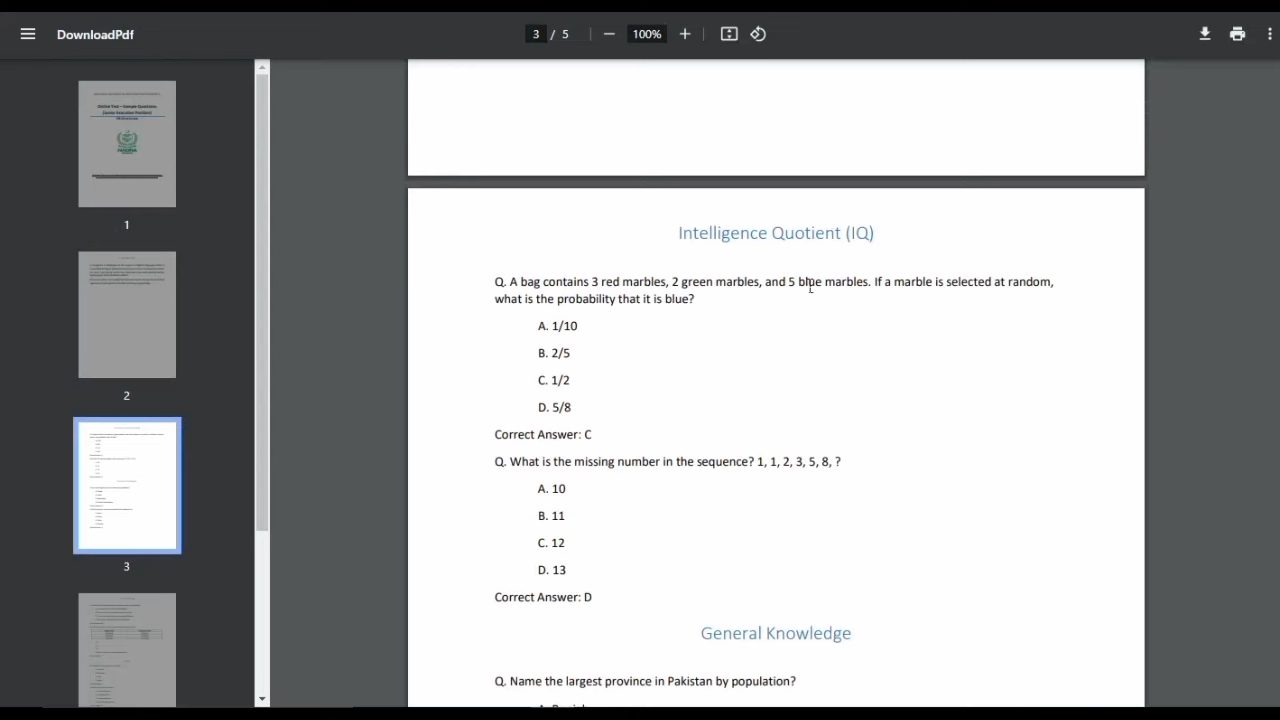 DownloadPdf
3 / 5
100%
Online Test – Sample Questions
1
2
3
Intelligence Quotient (IQ)
Q. A bag contains 3 red marbles, 2 green marbles, and 5 blue marbles. If a marble is selected at random,
what is the probability that it is blue?
A. 1/10
B. 2/5
C. 1/2
D. 5/8
Correct Answer: C
Q. What is the missing number in the sequence? 1, 1, 2, 3, 5, 8, ?
A. 10
B. 11
C. 12
D. 13
Correct Answer: D
General Knowledge
Q. Name the largest province in Pakistan by population?